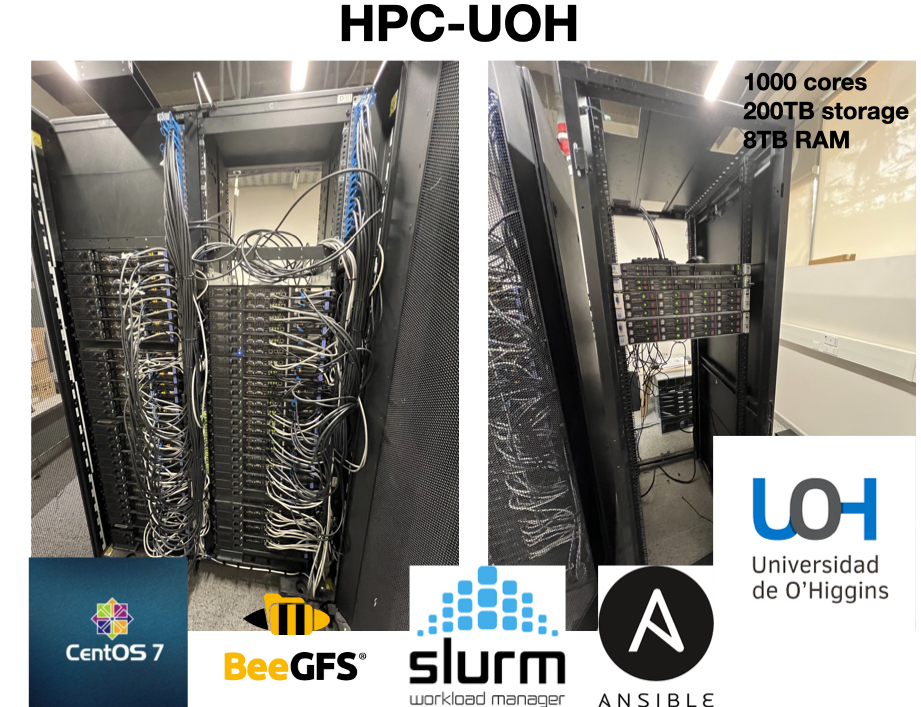 HPC-UOH
1000 cores
200TB storage
8TB RAM
UOH
Universidad
de O'Higgins
CentOS 7
BeeGFS®
slurm
workload manager
ANSIBLE